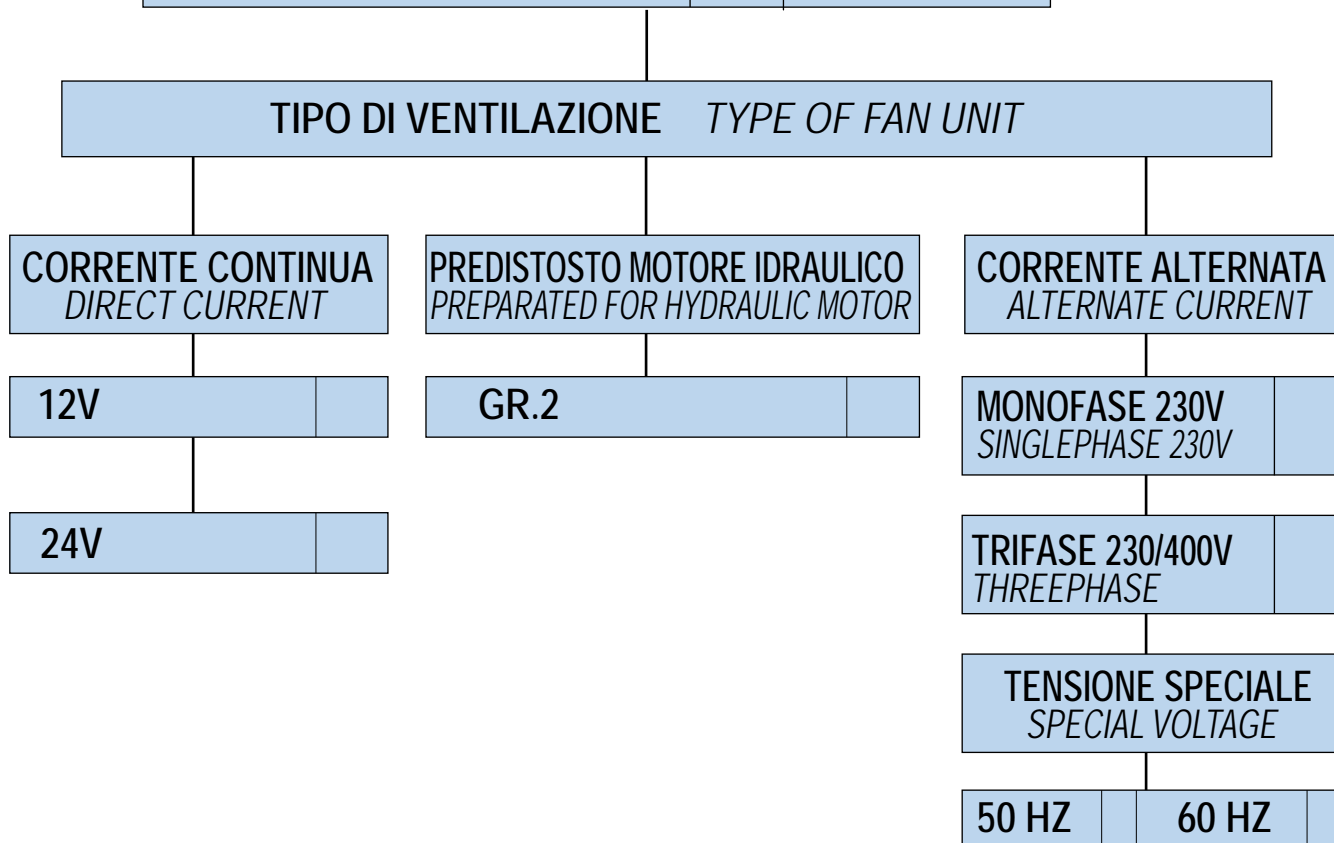 TIPO DI VENTILAZIONE TYPE OF FAN UNIT
CORRENTE CONTINUA
DIRECT CURRENT
PREDISTOSTO MOTORE IDRAULICO
PREPARATED FOR HYDRAULIC MOTOR
CORRENTE ALTERNATA
ALTERNATE CURRENT
12V
GR.2
MONOFASE 230V
SINGLEPHASE 230V
24V
TRIFASE 230/400V
THREEPHASE
TENSIONE SPECIALE
SPECIAL VOLTAGE
50 HZ 60 HZ